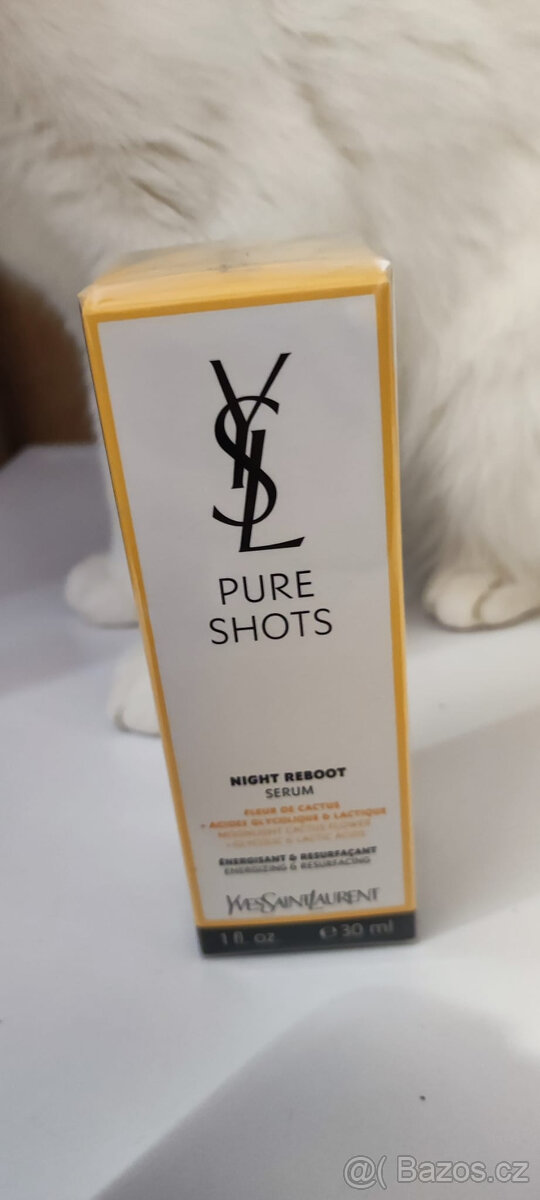 YSL
PURE
SHOTS
NIGHT REBOOT
SERUM
FLEUR DE CACTUS
+ ACIDES GLYCOLIQUE & LACTIQUE
MOONLIGHT CACTUS FLOWER
+ GLYCOLIC & LACTIC ACIDS
ÉNERGISANT & RESURFAÇANT
ENERGIZING & RESURFACING
YVESSAINTLAURENT
1 fl. oz. ℮ 30 ml
@( Bazos.cz